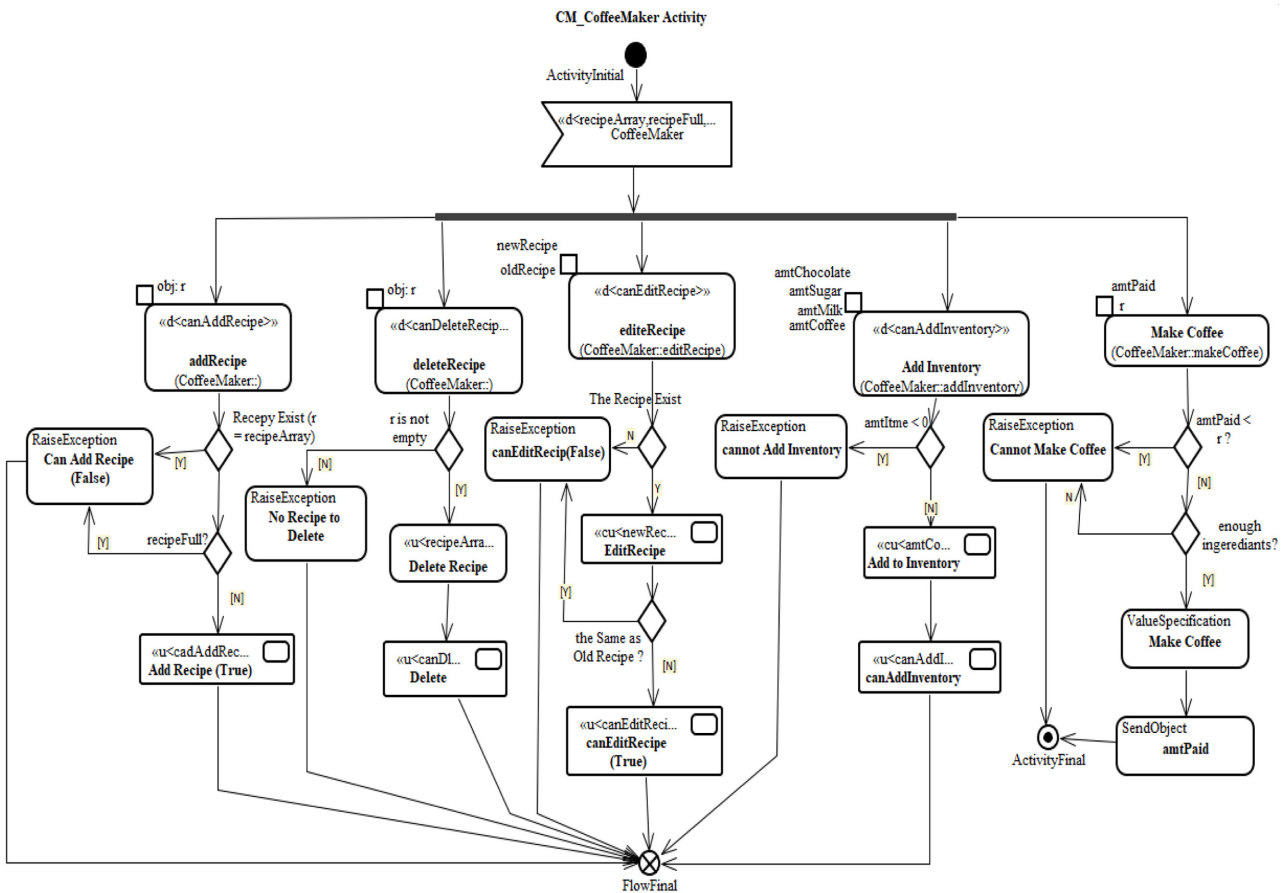 CM_CoffeeMaker Activity
ActivityInitial
«d<recipeArray,recipeFull,...
CoffeeMaker
obj: r
«d<canAddRecipe>»
addRecipe
(CoffeeMaker::)
Recepy Exist (r
= recipeArray)
RaiseException
Can Add Recipe
(False)
[Y]
recipeFull?
[Y]
[N]
«u<cadAddRec...
Add Recipe (True)
obj: r
«d<canDeleteRecip...
deleteRecipe
(CoffeeMaker::)
r is not
empty
[N]
RaiseException
No Recipe to
Delete
[Y]
«u<recipeArra...
Delete Recipe
«u<canDl...
Delete
newRecipe
oldRecipe
«d<canEditRecipe>»
editeRecipe
(CoffeeMaker::editRecipe)
The Recipe Exist
RaiseException
canEditRecip(False)
N
Y
«cu<newRec...
EditRecipe
[Y]
the Same as
Old Recipe ?
[N]
«u<canEditReci...
canEditRecipe
(True)
amtChocolate
amtSugar
amtMilk
amtCoffee
«d<canAddInventory>»
Add Inventory
(CoffeeMaker::addInventory)
amtItme < 0
RaiseException
cannot Add Inventory
[Y]
[N]
«cu<amtCo...
Add to Inventory
«u<canAddI...
canAddInventory
amtPaid
r
Make Coffee
(CoffeeMaker::makeCoffee)
amtPaid <
r ?
RaiseException
Cannot Make Coffee
[Y]
[N]
N
enough
ingerediants?
[Y]
ValueSpecification
Make Coffee
SendObject
amtPaid
ActivityFinal
FlowFinal